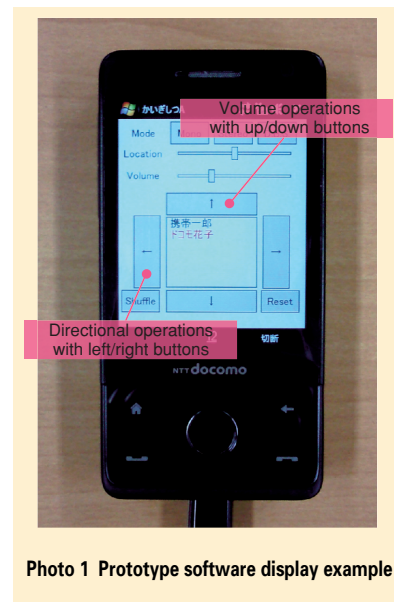 かいぎしつA
Volume operations
with up/down buttons
Mode
Location
Volume
↑
携帯一郎
ドコモ花子
←
→
Shuffle
↓
Reset
Directional operations
with left/right buttons
切断
NTT docomo
Photo 1 Prototype software display example